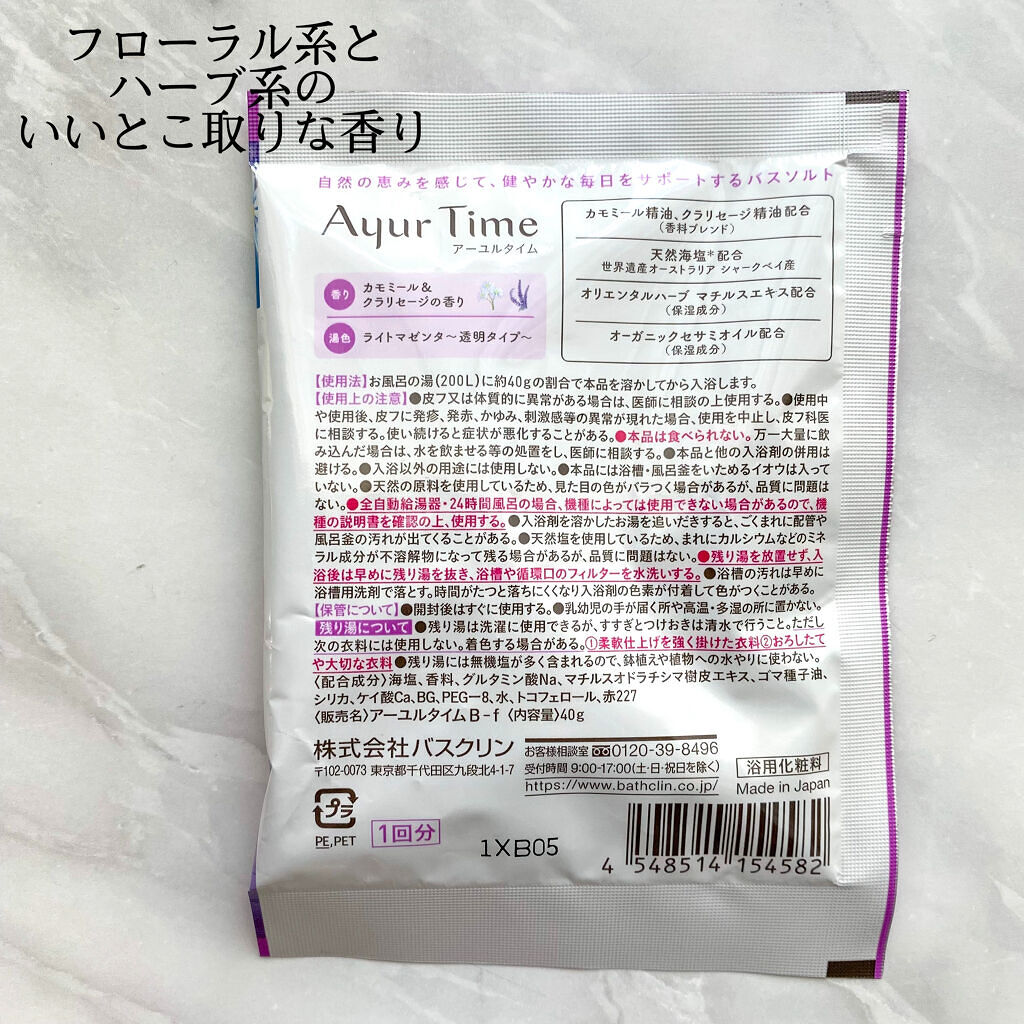 フローラル系と
ハーブ系の
いいとこ取りな香り
自然の恵みを感じて、健やかな毎日をサポートするバスソルト
Ayur Time
アーユルタイム
香り カモミール&
クラリセージの香り
湯色 ライトマゼンタ〜透明タイプ〜
カモミール精油、クラリセージ精油配合
(香料ブレンド)
天然海塩*配合
世界遺産オーストラリア シャークベイ産
オリエンタルハーブ マチルスエキス配合
(保湿成分)
オーガニックセサミオイル配合
(保湿成分)
【使用法】お風呂の湯(200L)に約40gの割合で本品を溶かしてから入浴します。
【使用上の注意】●皮フ又は体質的に異常がある場合は、医師に相談の上使用する。●使用中
や使用後、皮フに発疹、発赤、かゆみ、刺激感等の異常が現れた場合、使用を中止し、皮フ科医
に相談する。使い続けると症状が悪化することがある。●本品は食べられない。万一大量に飲
み込んだ場合は、水を飲ませる等の処置をし、医師に相談する。●本品と他の入浴剤の併用は
避ける。●入浴以外の用途には使用しない。●本品には浴槽・風呂釜をいためるイオウは入って
いない。●天然の原料を使用しているため、見た目の色がバラつく場合があるが、品質に問題は
ない。●全自動給湯器・24時間風呂の場合、機種によっては使用できない場合があるので、機
種の説明書を確認の上、使用する。●入浴剤を溶かしたお湯を追いだきすると、ごくまれに配管や
風呂釜の汚れが出てくることがある。●天然塩を使用しているため、まれにカルシウムなどのミネ
ラル成分が不溶解物になって残る場合があるが、品質に問題はない。●残り湯を放置せず、入
浴後は早めに残り湯を抜き、浴槽や循環口のフィルターを水洗いする。●浴槽の汚れは早めに
浴槽用洗剤で落とす。時間がたつと落ちにくくなり入浴剤の色素が付着して色がつくことがある。
【保管について】●開封後はすぐに使用する。●乳幼児の手が届く所や高温・多湿の所に置かない。
残り湯について ●残り湯は洗濯に使用できるが、すすぎとつけおきは清水で行うこと。ただし
次の衣料には使用しない。着色する場合がある。①柔軟仕上げを強く掛けた衣料②おろしたて
や大切な衣料 ●残り湯には無機塩が多く含まれるので、鉢植えや植物への水やりに使わない。
〈配合成分〉海塩、香料、グルタミン酸Na、マチルスオドラチシマ樹皮エキス、ゴマ種子油、
シリカ、ケイ酸Ca、BG、PEG-8、水、トコフェロール、赤227
〈販売名〉アーユルタイムB-f 〈内容量〉40g
株式会社バスクリン
〒102-0073 東京都千代田区九段北4-1-7
お客様相談室 0120-39-8496
受付時間 9:00-17:00(土・日・祝日を除く)
https://www.bathclin.co.jp/
浴用化粧料
Made in Japan
プラ
PE,PET
1回分
1XB05
4 548514 154582